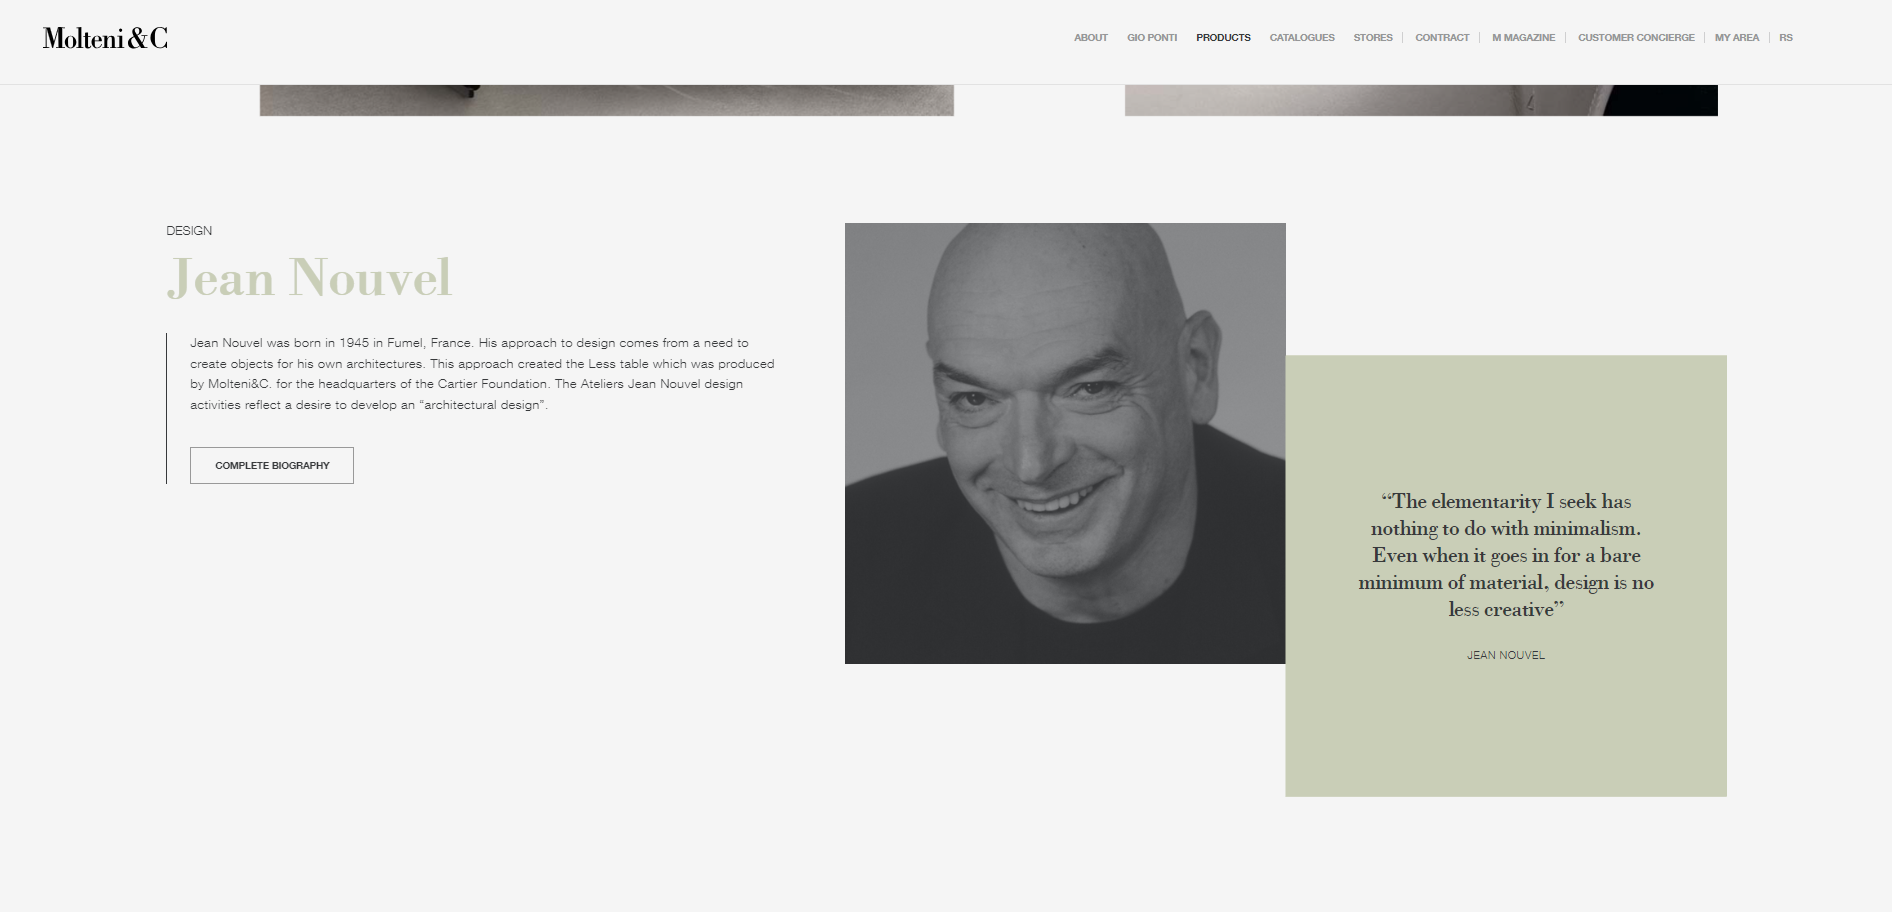 Molteni&C
ABOUT GIO PONTI PRODUCTS CATALOGUES STORES CONTRACT M MAGAZINE CUSTOMER CONCIERGE MY AREA RS
DESIGN
Jean Nouvel
Jean Nouvel was born in 1945 in Fumel, France. His approach to design comes from a need to
create objects for his own architectures. This approach created the Less table which was produced
by Molteni&C. for the headquarters of the Cartier Foundation. The Ateliers Jean Nouvel design
activities reflect a desire to develop an “architectural design”.
COMPLETE BIOGRAPHY
“The elementarity I seek has
nothing to do with minimalism.
Even when it goes in for a bare
minimum of material, design is no
less creative”
JEAN NOUVEL